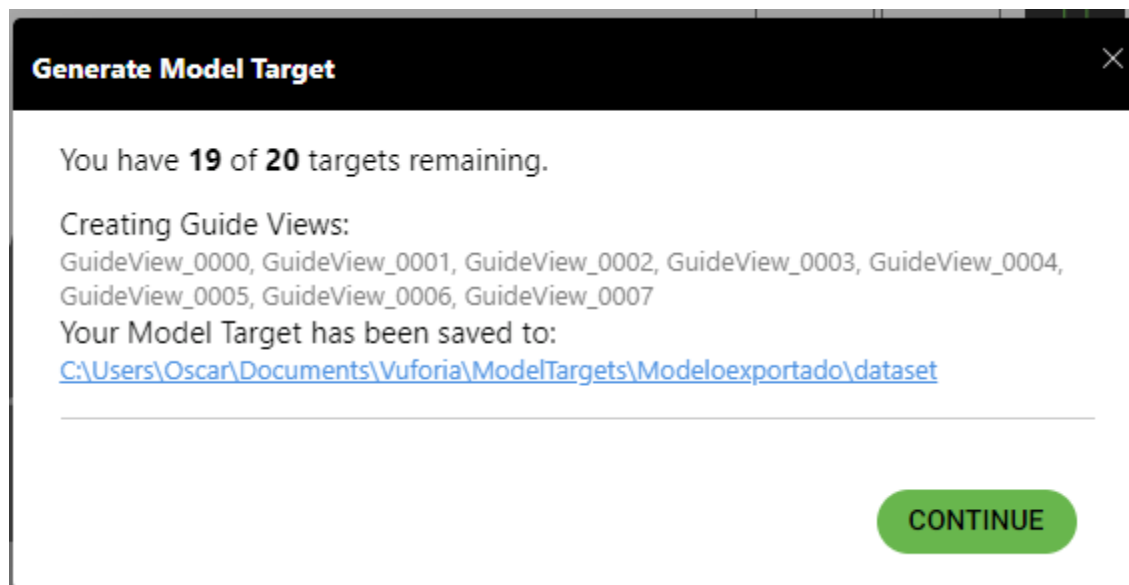 Generate Model Target
You have 19 of 20 targets remaining.
Creating Guide Views:
GuideView_0000, GuideView_0001, GuideView_0002, GuideView_0003, GuideView_0004,
GuideView_0005, GuideView_0006, GuideView_0007
Your Model Target has been saved to:
C:\Users\Oscar\Documents\Vuforia\ModelTargets\Modeloexportado\dataset
CONTINUE